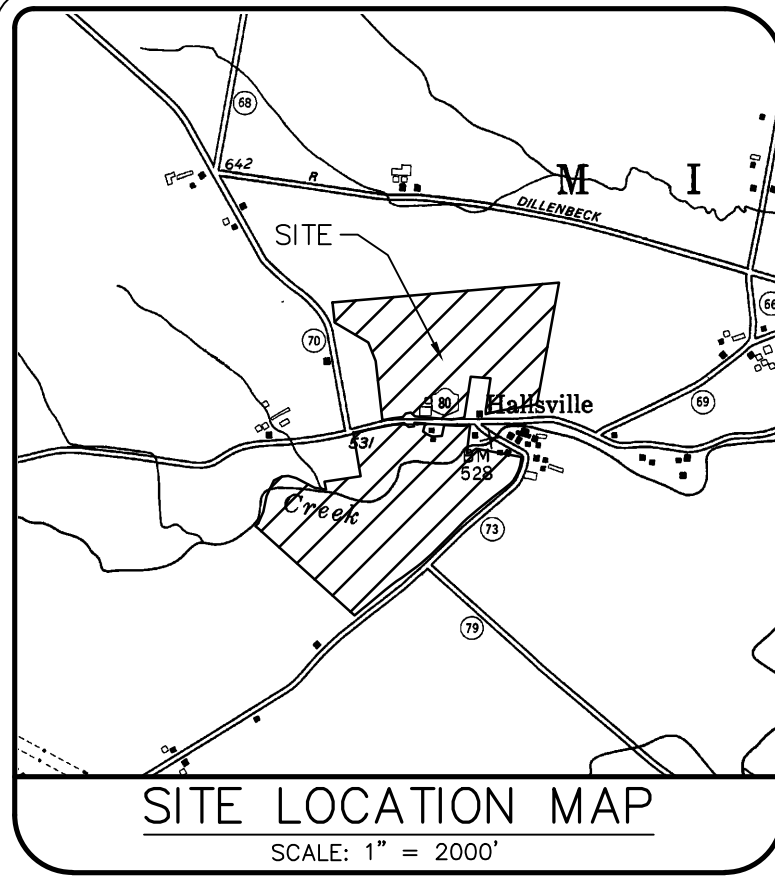 68
642
R
M I
DILLENBECK
SITE
66
70
80
Hallsville
69
531
BM
528
Creek
73
79
SITE LOCATION MAP
SCALE: 1" = 2000'